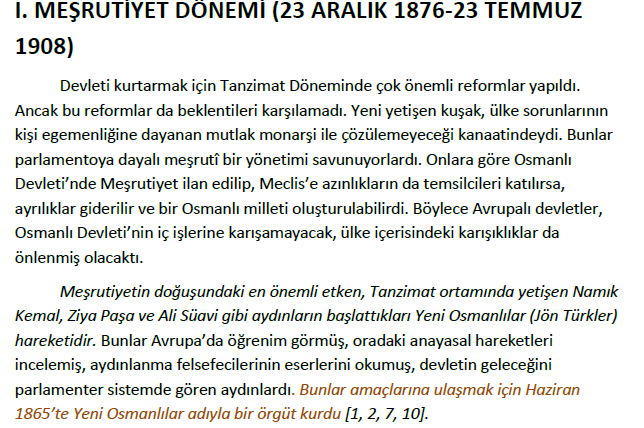 I. MEŞRUTİYET DÖNEMİ (23 ARALIK 1876-23 TEMMUZ
1908)
Devleti kurtarmak için Tanzimat Döneminde çok önemli reformlar yapıldı.
Ancak bu reformlar da beklentileri karşılamadı. Yeni yetişen kuşak, ülke sorunlarının
kişi egemenliğine dayanan mutlak monarşi ile çözülemeyeceği kanaatindeydi. Bunlar
parlamentoya dayalı meşrutî bir yönetimi savunuyorlardı. Onlara göre Osmanlı
Devleti’nde Meşrutiyet ilan edilip, Meclis’e azınlıkların da temsilcileri katılırsa,
ayrılıklar giderilir ve bir Osmanlı milleti oluşturulabilirdi. Böylece Avrupalı devletler,
Osmanlı Devleti’nin iç işlerine karışamayacak, ülke içerisindeki karışıklıklar da
önlenmiş olacaktı.
Meşrutiyetin doğuşundaki en önemli etken, Tanzimat ortamında yetişen Namık
Kemal, Ziya Paşa ve Ali Süavi gibi aydınların başlattıkları Yeni Osmanlılar (Jön Türkler)
hareketidir. Bunlar Avrupa’da öğrenim görmüş, oradaki anayasal hareketleri
incelemiş, aydınlanma felsefecilerinin eserlerini okumuş, devletin geleceğini
parlamenter sistemde gören aydınlardı. Bunlar amaçlarına ulaşmak için Haziran
1865’te Yeni Osmanlılar adıyla bir örgüt kurdu [1, 2, 7, 10].